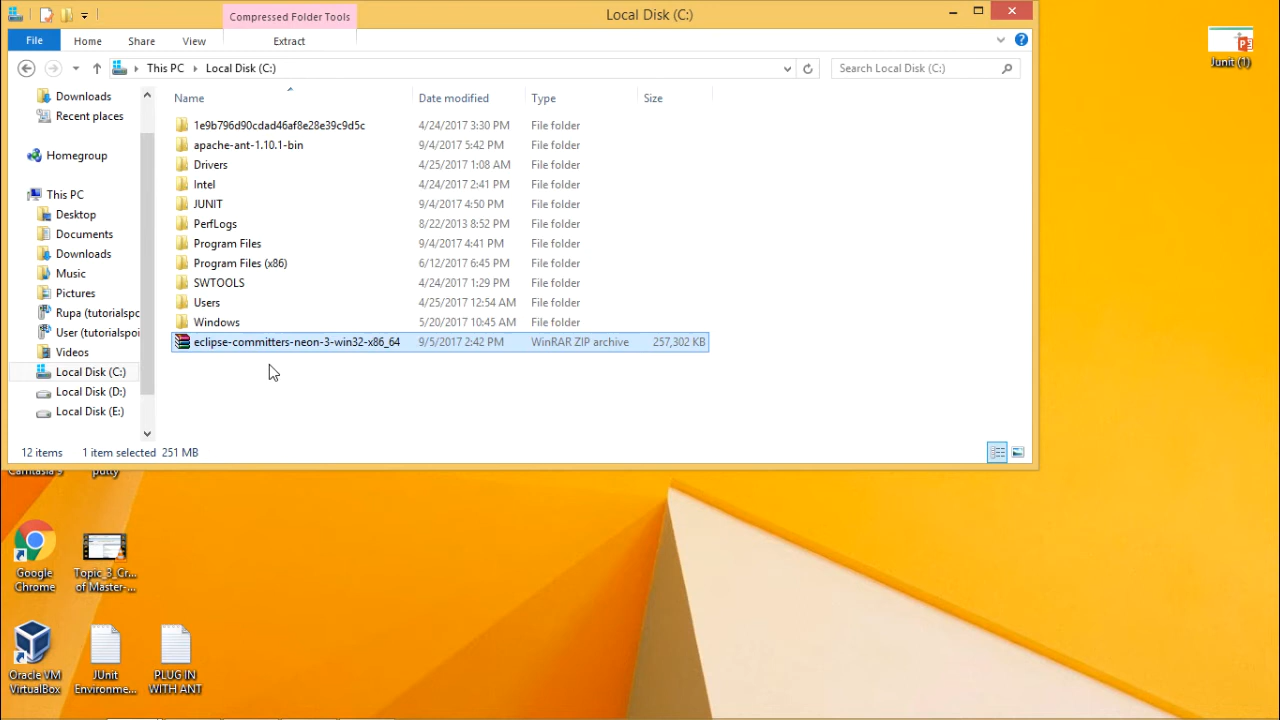 Compressed Folder Tools
Local Disk (C:)
File
Home
Share
View
Extract
This PC
Local Disk (C:)
Search Local Disk (C:)
Name
Date modified
Type
Size
Downloads
Recent places
Homegroup
This PC
Desktop
Documents
Downloads
Music
Pictures
Rupa (tutorialspc
User (tutorialspoi
Videos
Local Disk (C:)
Local Disk (D:)
Local Disk (E:)
1e9b796d90cdad46af8e28e39c9d5c 4/24/2017 3:30 PM File folder
apache-ant-1.10.1-bin 9/4/2017 5:42 PM File folder
Drivers 4/25/2017 1:08 AM File folder
Intel 4/24/2017 2:41 PM File folder
JUNIT 9/4/2017 4:50 PM File folder
PerfLogs 8/22/2013 8:52 PM File folder
Program Files 9/4/2017 4:41 PM File folder
Program Files (x86) 6/12/2017 6:45 PM File folder
SWTOOLS 4/24/2017 1:29 PM File folder
Users 4/25/2017 12:54 AM File folder
Windows 5/20/2017 10:45 AM File folder
eclipse-committers-neon-3-win32-x86_64 9/5/2017 2:42 PM WinRAR ZIP archive 257,302 KB
12 items
1 item selected 251 MB
Junit (1)
Camtasia 9
putty
Google
Chrome
Topic_3_Cr...
of Master-...
Oracle VM
VirtualBox
JUnit
Environme...
PLUG IN
WITH ANT